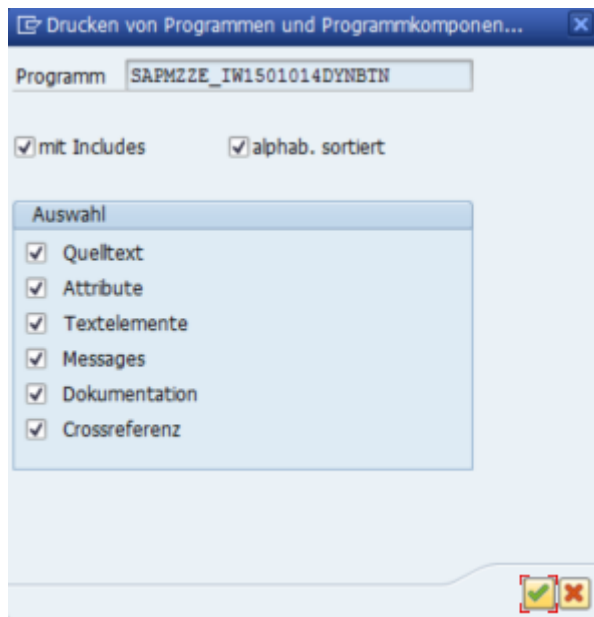 Drucken von Programmen und Programmkomponen...
Programm SAPMZZE_IW1501014DYNBTN
mit Includes alphab. sortiert
Auswahl
Quelltext
Attribute
Textelemente
Messages
Dokumentation
Crossreferenz